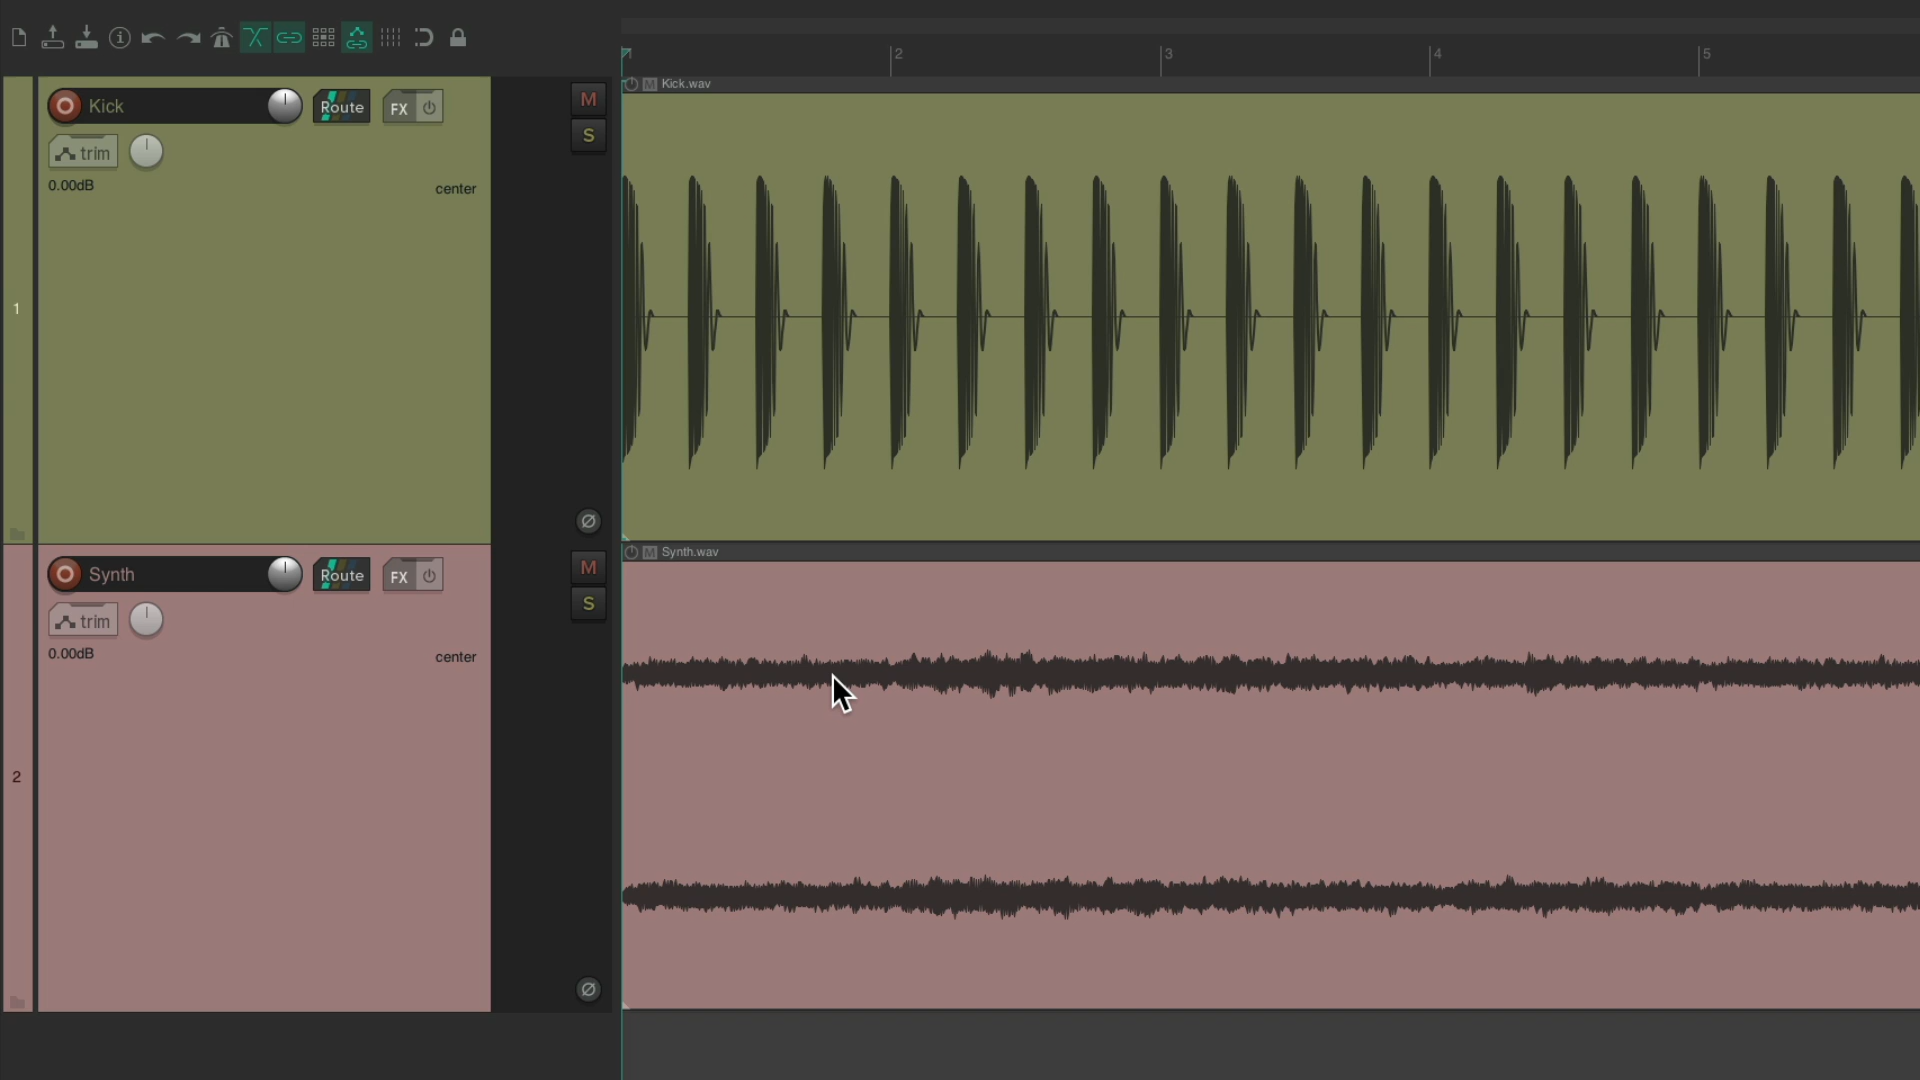 1 2 3 4 5
Kick Route FX M
M Kick.wav
S
trim
0.00dB center
1
M Synth.wav
Synth Route FX M
S
trim
0.00dB center
2